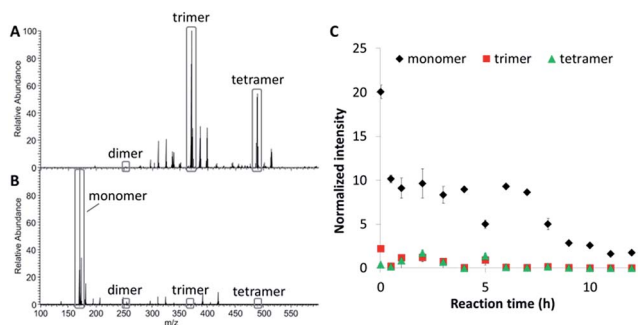 A
trimer
tetramer
dimer
Relative Abundance
100
80
60
40
20
0
B
monomer
dimer
trimer
tetramer
Relative Abundance
80
60
40
20
0
100 150 200 250 300 350 400 450 500 550
m/z
C
monomer trimer tetramer
Normalized intensity
25
20
15
10
5
0
0 5 10
Reaction time (h)